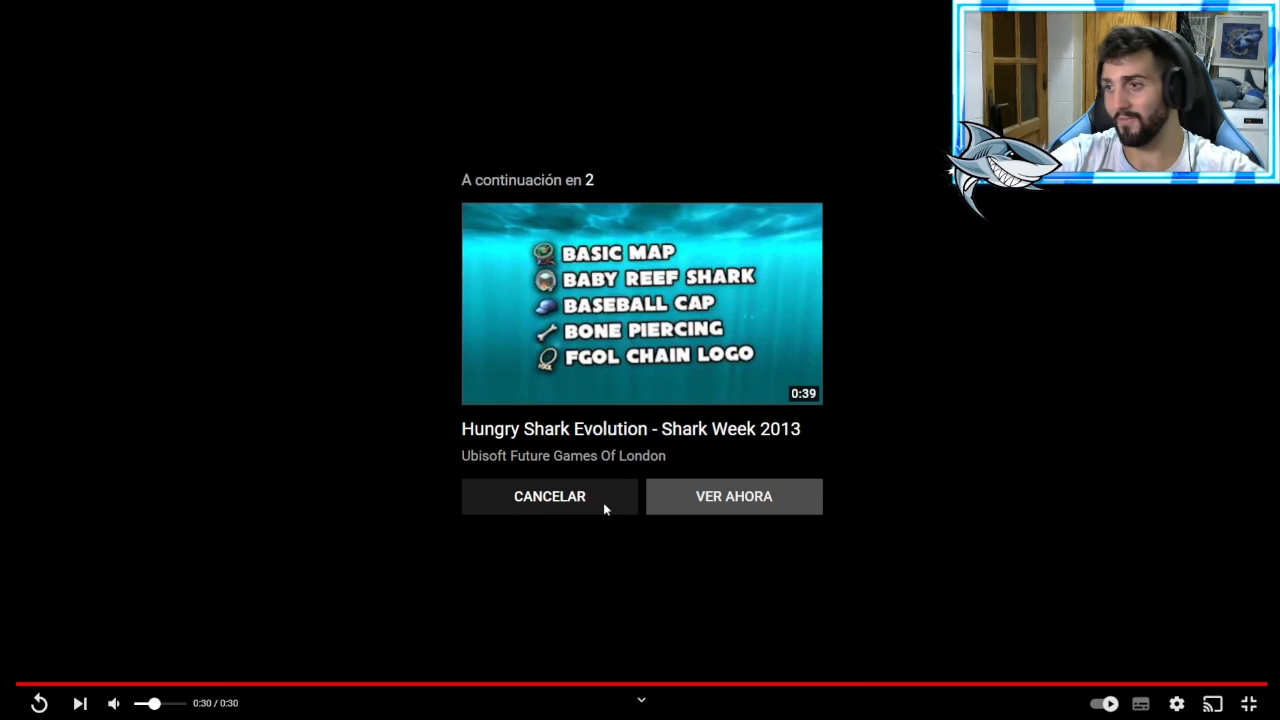 A continuación en 2
BASIC MAP
BABY REEF SHARK
BASEBALL CAP
BONE PIERCING
FGOL CHAIN LOGO
0:39
Hungry Shark Evolution - Shark Week 2013
Ubisoft Future Games Of London
CANCELAR
VER AHORA
0:30 / 0:30